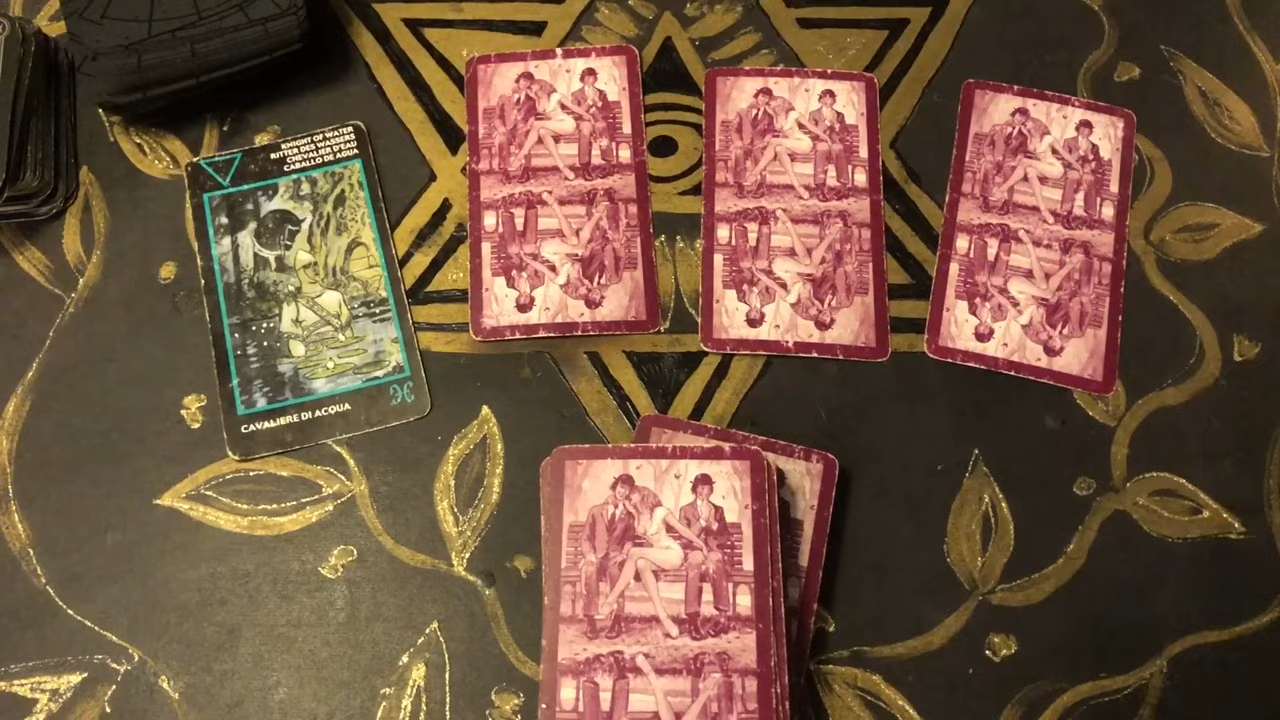 KNIGHT OF WATER
RITTER DES WASSERS
CHEVALIER D'EAU
CABALLO DE AGUA
CAVALIERE DI ACQUA